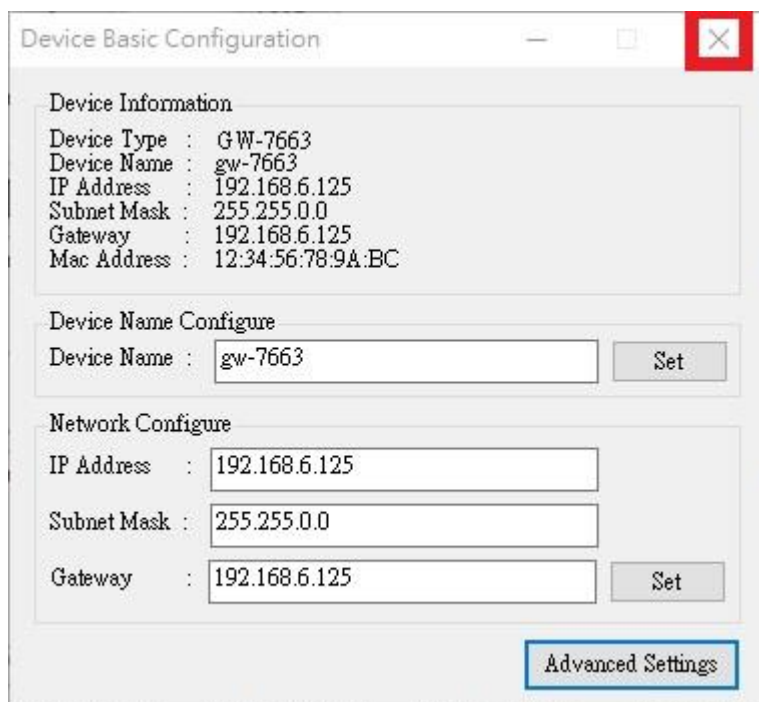 Device Basic Configuration
Device Information
Device Type : GW-7663
Device Name : gw-7663
IP Address : 192.168.6.125
Subnet Mask : 255.255.0.0
Gateway : 192.168.6.125
Mac Address : 12:34:56:78:9A:BC
Device Name Configure
Device Name : gw-7663 Set
Network Configure
IP Address : 192.168.6.125
Subnet Mask : 255.255.0.0
Gateway : 192.168.6.125 Set
Advanced Settings